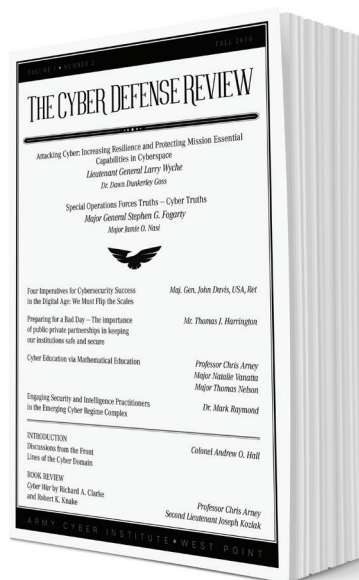 VOLUME 1 • NUMBER 2
FALL 2016
THE CYBER DEFENSE REVIEW
Attacking Cyber: Increasing Resilience and Protecting Mission Essential
Capabilities in Cyberspace
Lieutenant General Larry Wyche
Dr. Dawn Dunkerley Goss
Special Operations Forces Truths – Cyber Truths
Major General Stephen G. Fogarty
Major Jamie O. Nasi
Four Imperatives for Cybersecurity Success
in the Digital Age: We Must Flip the Scales
Maj. Gen. John Davis, USA, Ret
Preparing for a Bad Day – The importance
of public-private partnerships in keeping
our institutions safe and secure
Mr. Thomas J. Harrington
Cyber Education via Mathematical Education
Professor Chris Arney
Major Natalie Vanatta
Major Thomas Nelson
Engaging Security and Intelligence Practitioners
in the Emerging Cyber Regime Complex
Dr. Mark Raymond
INTRODUCTION
Discussions from the Front
Lines of the Cyber Domain
Colonel Andrew O. Hall
BOOK REVIEW
Cyber War by Richard A. Clarke
and Robert K. Knake
Professor Chris Arney
Second Lieutenant Joseph Kozlak
ARMY CYBER INSTITUTE • WEST POINT